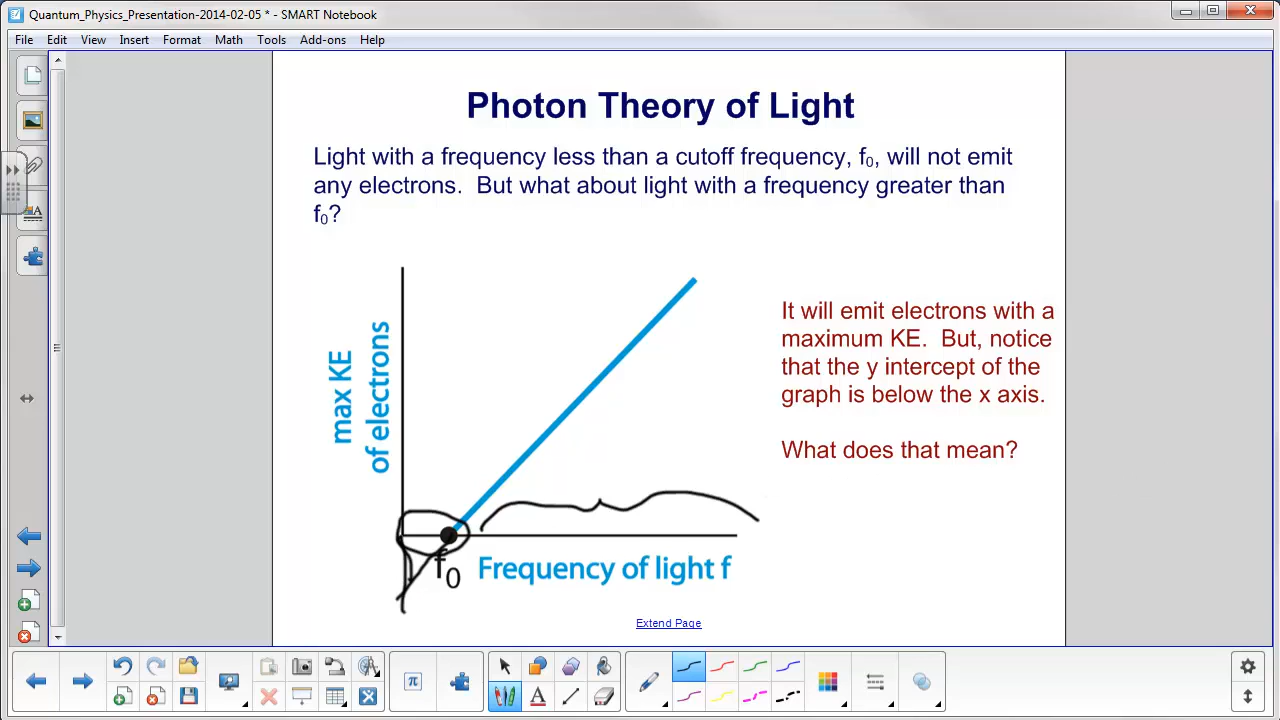 Quantum_Physics_Presentation-2014-02-05 * - SMART Notebook
File Edit View Insert Format Math Tools Add-ons Help
Photon Theory of Light
Light with a frequency less than a cutoff frequency, f₀, will not emit
any electrons. But what about light with a frequency greater than
f₀?
max KE
of electrons
It will emit electrons with a
maximum KE. But, notice
that the y intercept of the
graph is below the x axis.
What does that mean?
f₀
Frequency of light f
Extend Page